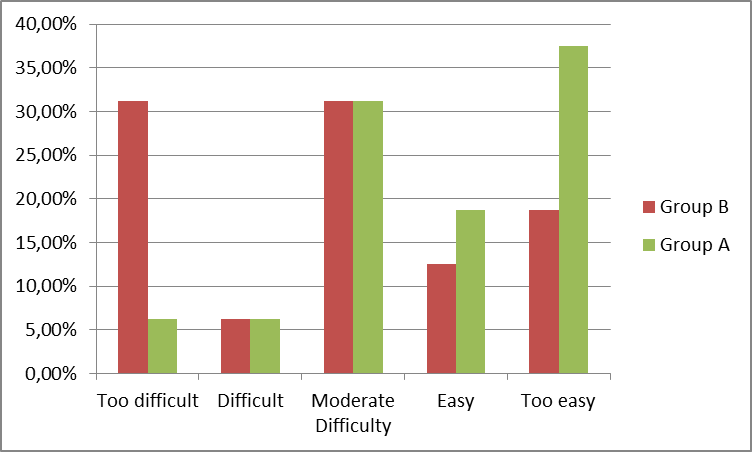 40,00%
35,00%
30,00%
25,00%
20,00%
15,00%
10,00%
5,00%
0,00%
Too difficult
Difficult
Moderate
Difficulty
Easy
Too easy
Group B
Group A